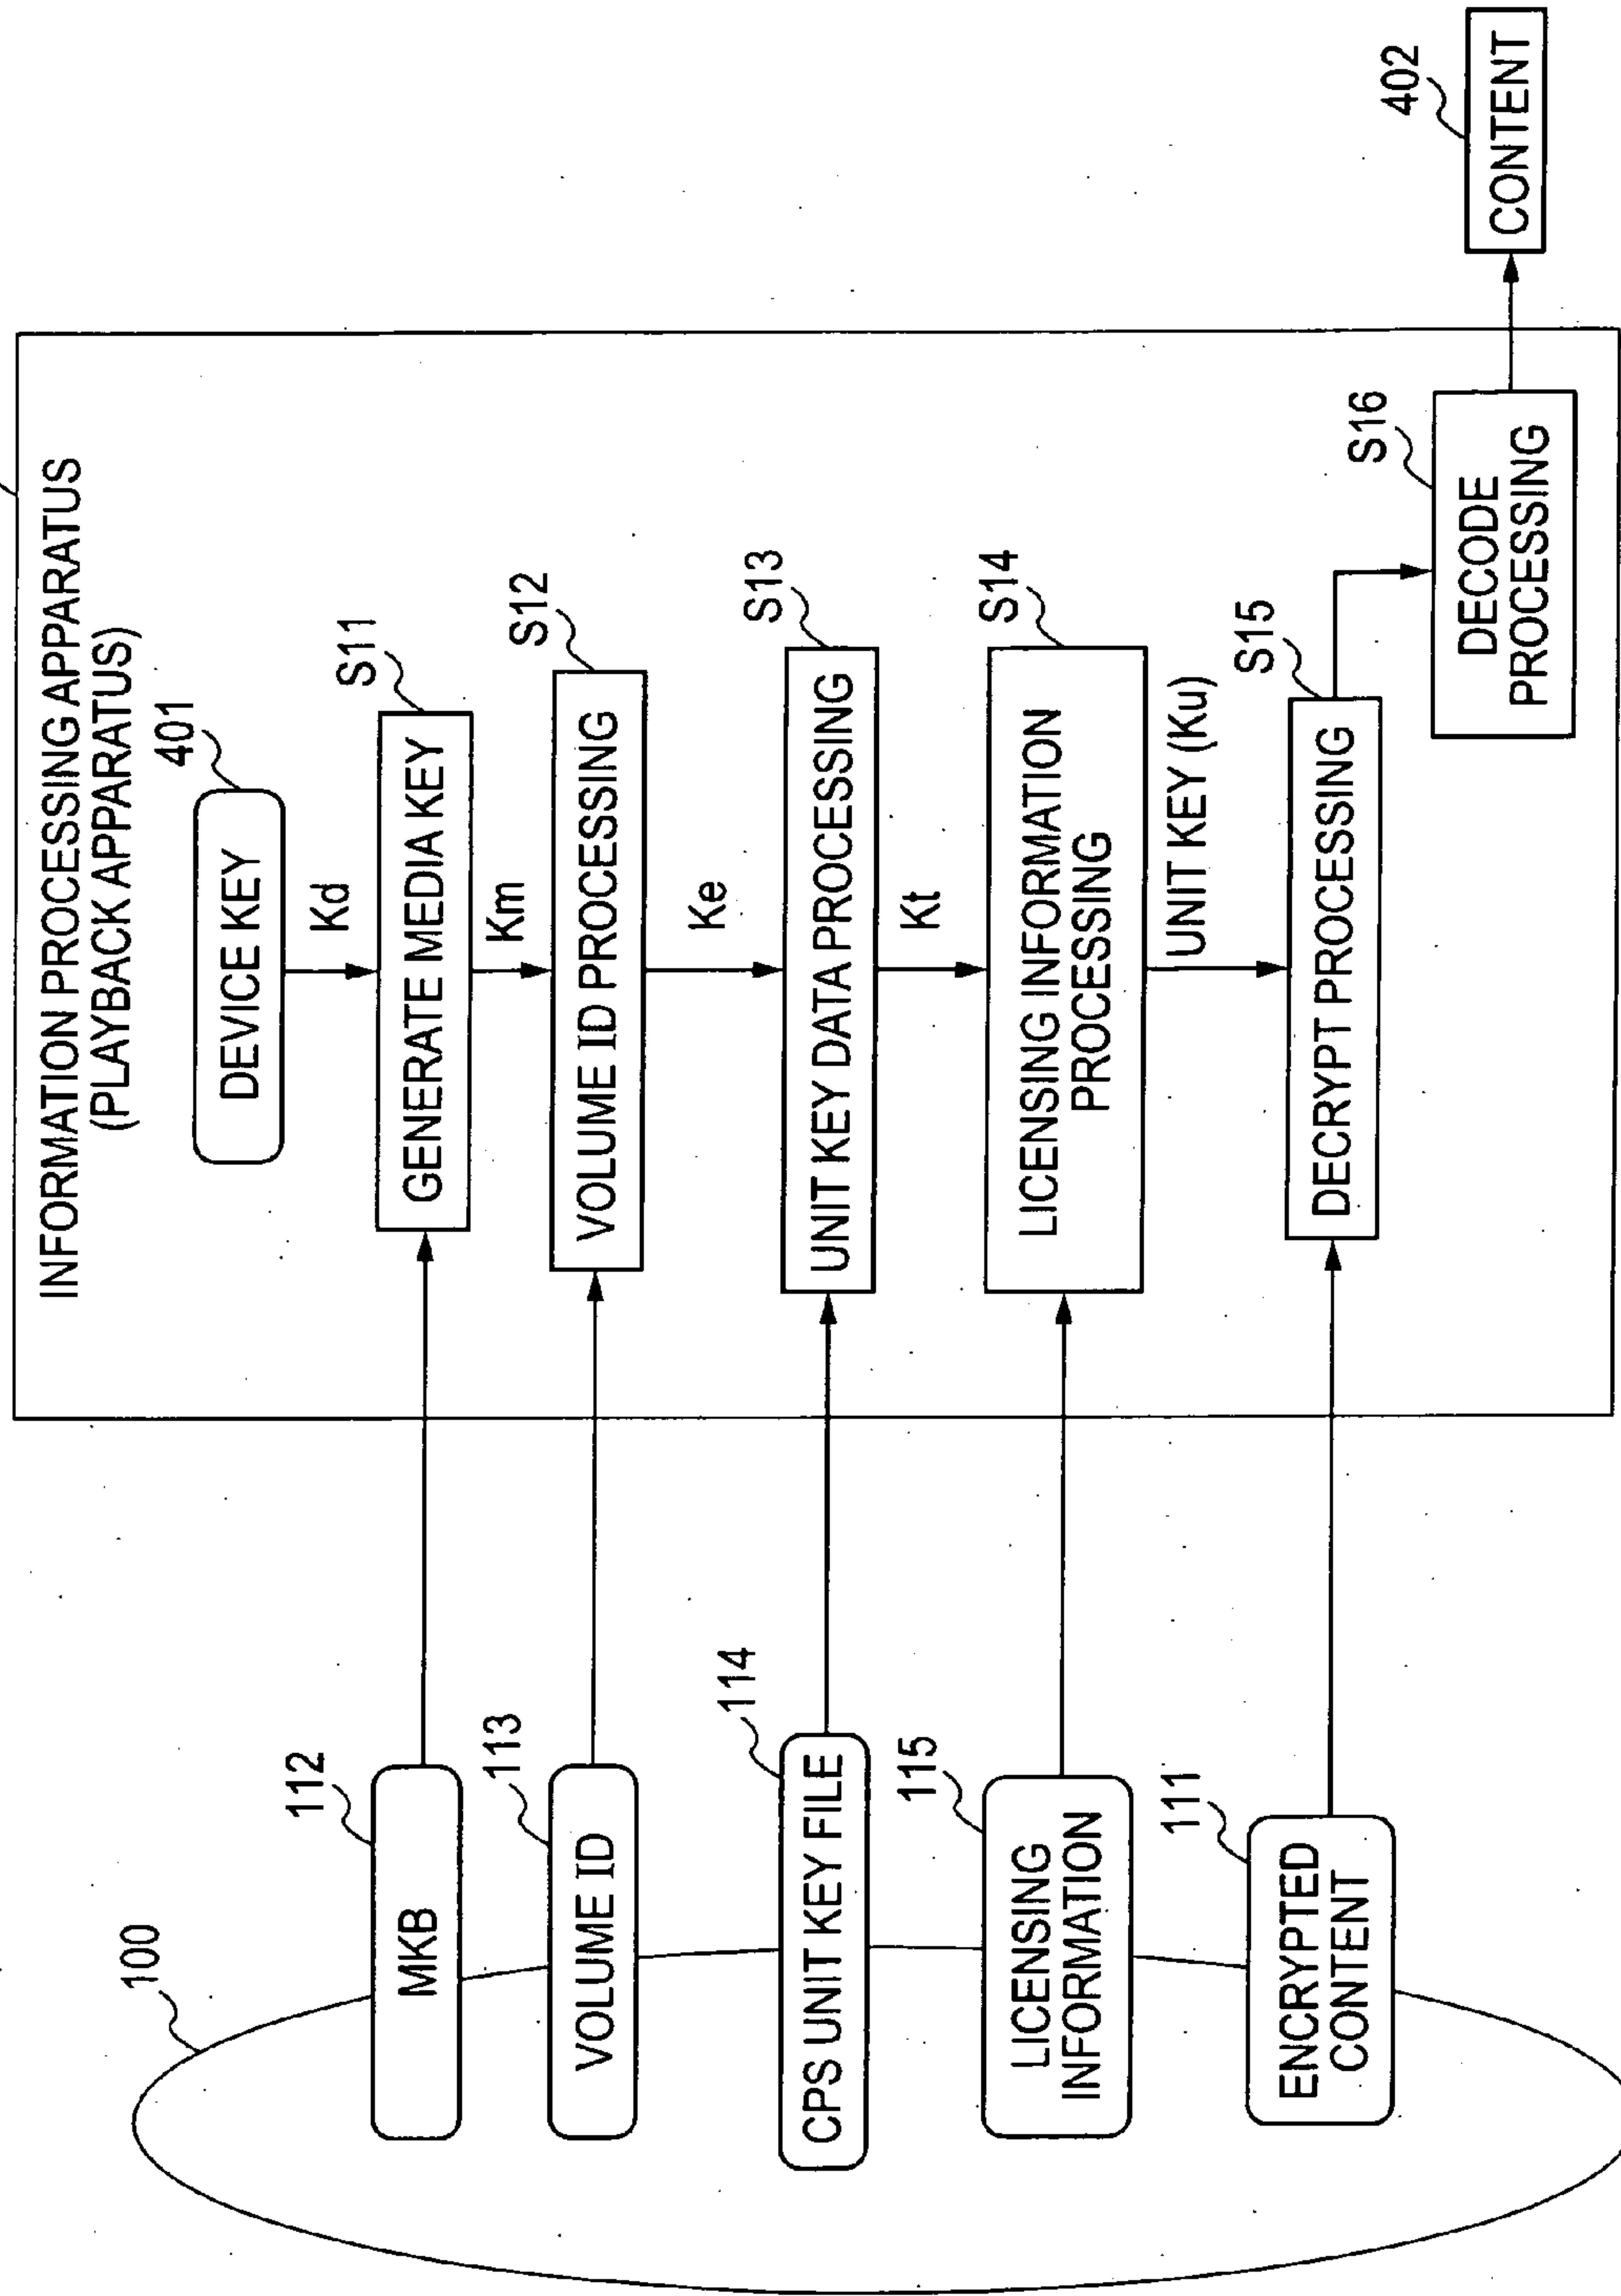 INFORMATION PROCESSING APPARATUS
(PLAYBACK APPARATUS)
401
DEVICE KEY
Kd
100
112
MKB
S11
GENERATE MEDIA KEY
Km
113
VOLUME ID
S12
VOLUME ID PROCESSING
Ke
114
CPS UNIT KEY FILE
S13
UNIT KEY DATA PROCESSING
Kt
115
LICENSING
INFORMATION
S14
LICENSING INFORMATION
PROCESSING
UNIT KEY (Ku)
111
ENCRYPTED
CONTENT
S15
DECRYPT PROCESSING
S16
DECODE
PROCESSING
402
CONTENT